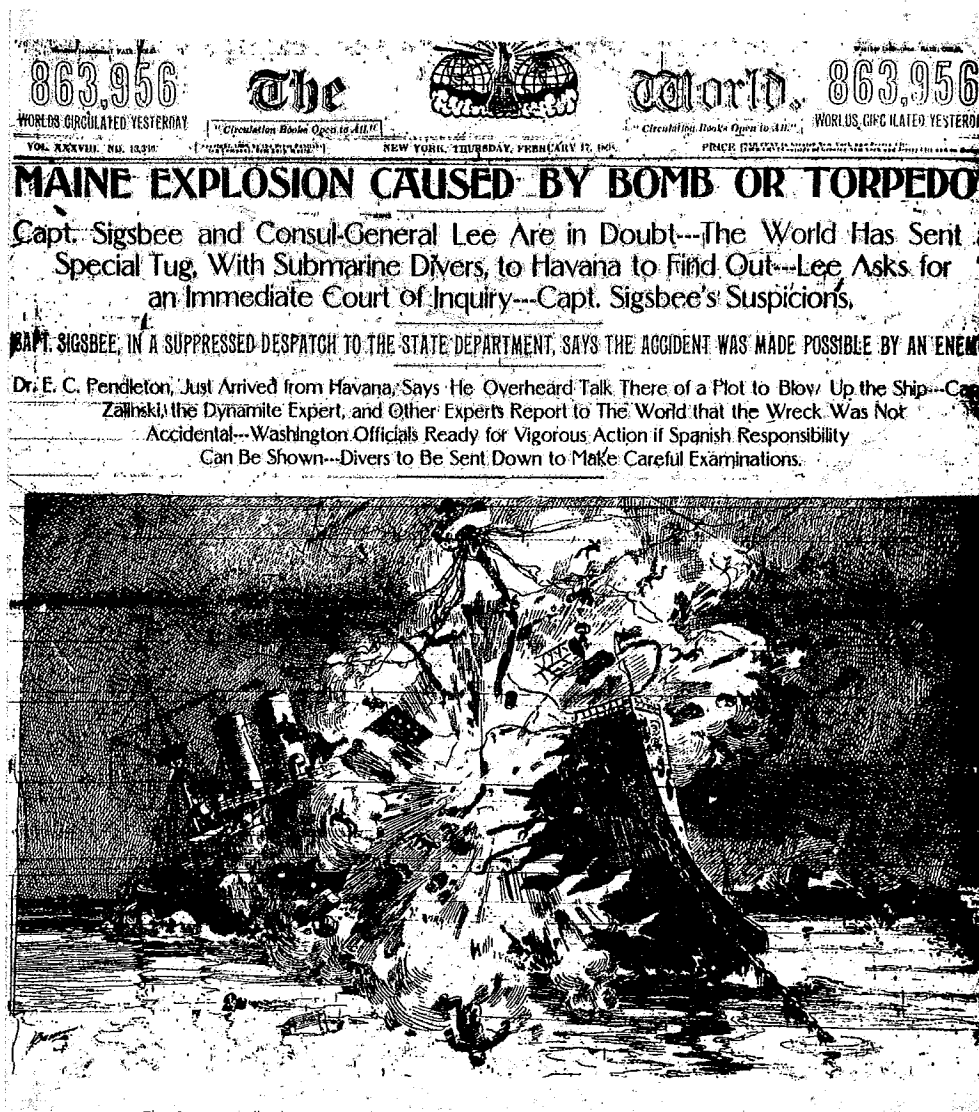 863,956
WORLDS CIRCULATED YESTERDAY
The World.
863,956
WORLDS CIRCULATED YESTERD
"Circulation Books Open to All."
"Circulation Books Open to All."
VOL. XXXVIII. NO.
NEW YORK, THURSDAY, FEBRUARY 17,
PRICE
MAINE EXPLOSION CAUSED BY BOMB OR TORPEDO
Capt. Sigsbee and Consul-General Lee Are in Doubt---The World Has Sent
Special Tug, With Submarine Divers, to Havana to Find Out---Lee Asks for
an Immediate Court of Inquiry---Capt. Sigsbee's Suspicions.
CAPT. SIGSBEE, IN A SUPPRESSED DESPATCH TO THE STATE DEPARTMENT, SAYS THE ACCIDENT WAS MADE POSSIBLE BY AN ENEM
Dr. E. C. Pendleton, Just Arrived from Havana, Says He Overheard Talk There of a Plot to Blow Up the Ship---Cap
Zalinski, the Dynamite Expert, and Other Experts Report to The World that the Wreck Was Not
Accidental---Washington Officials Ready for Vigorous Action if Spanish Responsibility
Can Be Shown---Divers to Be Sent Down to Make Careful Examinations.